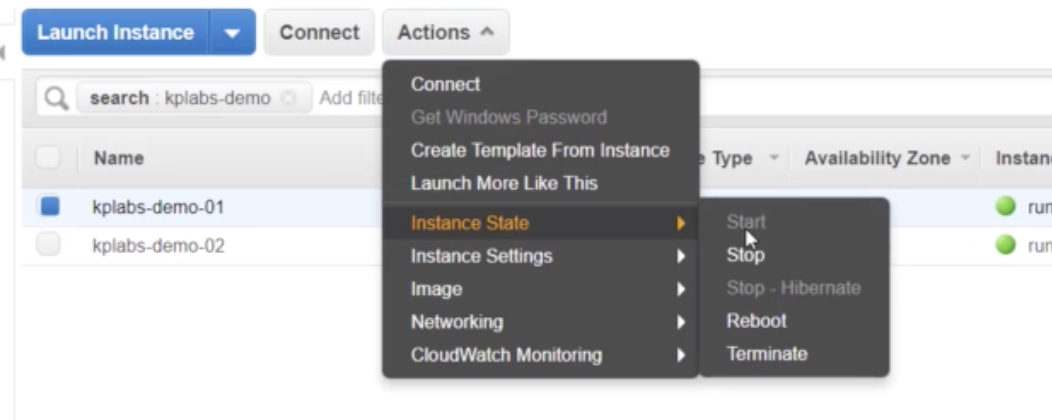 Launch Instance Connect Actions
search : kplabs-demo Add filte
Connect
Get Windows Password
Create Template From Instance
Launch More Like This
Instance State
Instance Settings
Image
Networking
CloudWatch Monitoring
Name e Type Availability Zone Instan
kplabs-demo-01 run
kplabs-demo-02 run
Start
Stop
Stop - Hibernate
Reboot
Terminate